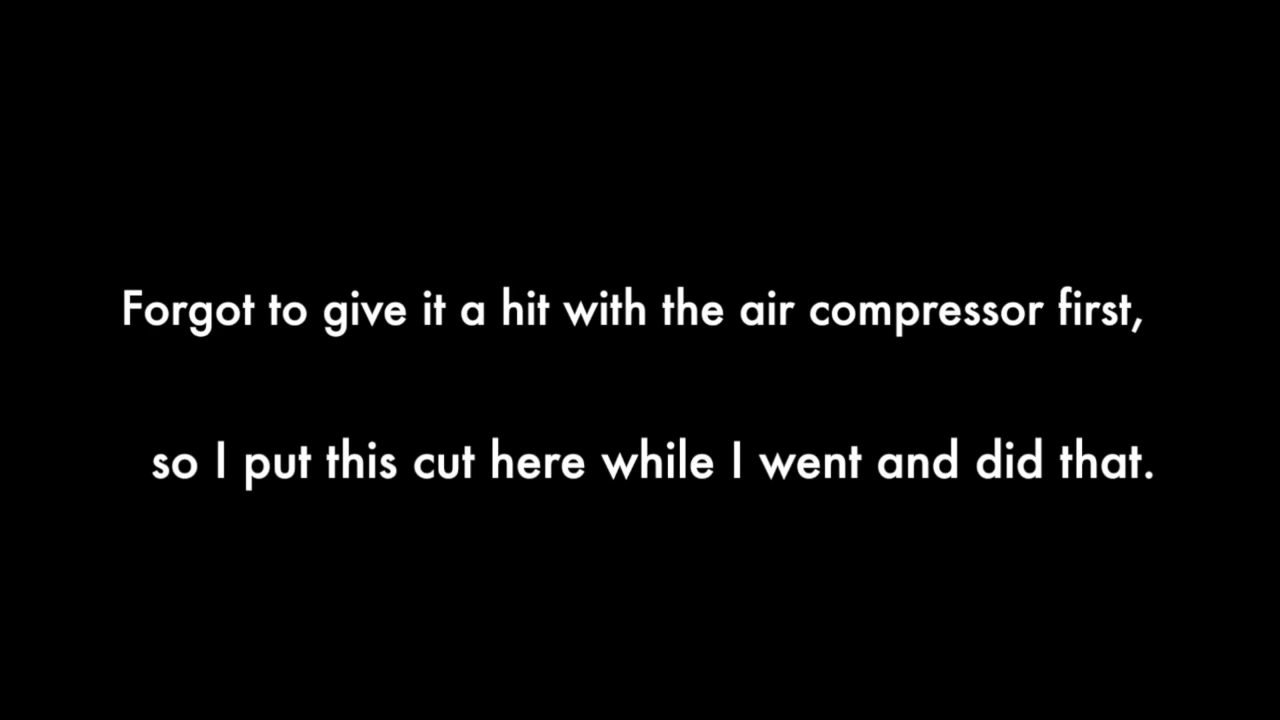 Forgot to give it a hit with the air compressor first,
so I put this cut here while I went and did that.